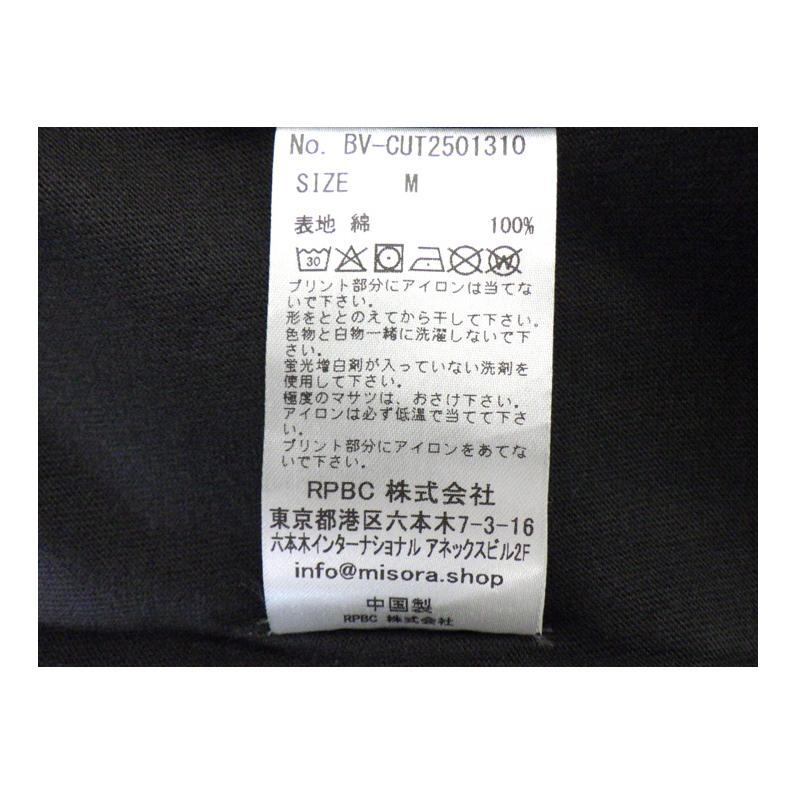 No. BV-CUT2501310
SIZE M
表地 綿 100%
30
W
プリント部分にアイロンは当てな
いで下さい。
形をととのえてから干して下さい。
色物と白物一緒に洗濯しないで下
さい。
蛍光増白剤が入っていない洗剤を
使用して下さい。
極度のマサツは、おさけ下さい。
アイロンは必ず低温で当てて下さ
い。
プリント部分にアイロンをあてな
いで下さい。
RPBC 株式会社
東京都港区六本木7-3-16
六本木インターナショナル アネックスビル2F
info@misora.shop
中国製
RPBC 株式会社